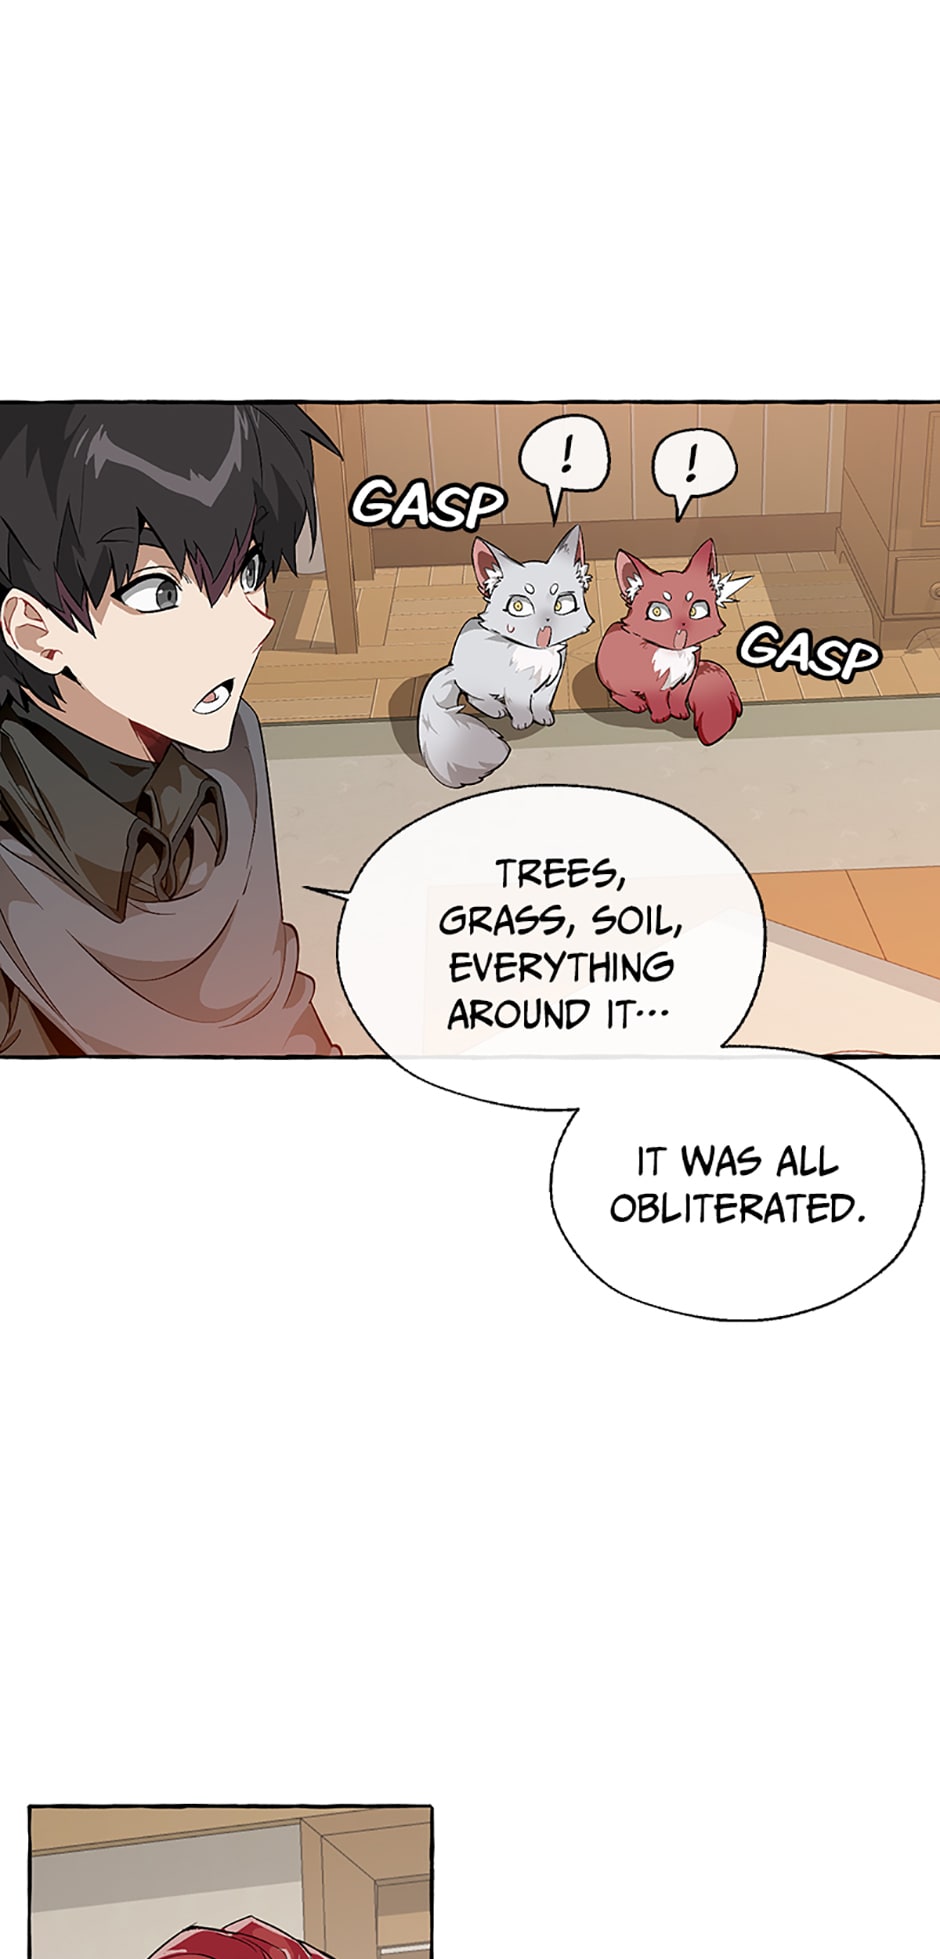 !
!
GASP
GASP
TREES,
GRASS, SOIL,
EVERYTHING
AROUND IT...
IT WAS ALL
OBLITERATED.